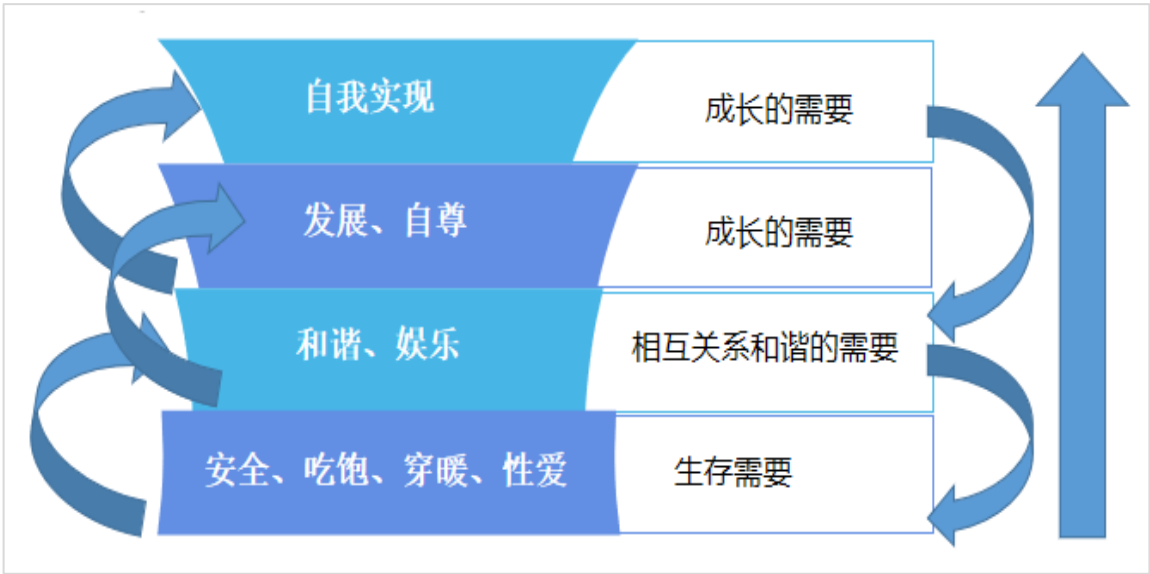 自我实现
成长的需要
发展、自尊
成长的需要
和谐、娱乐
相互关系和谐的需要
安全、吃饱、穿暖、性爱
生存需要